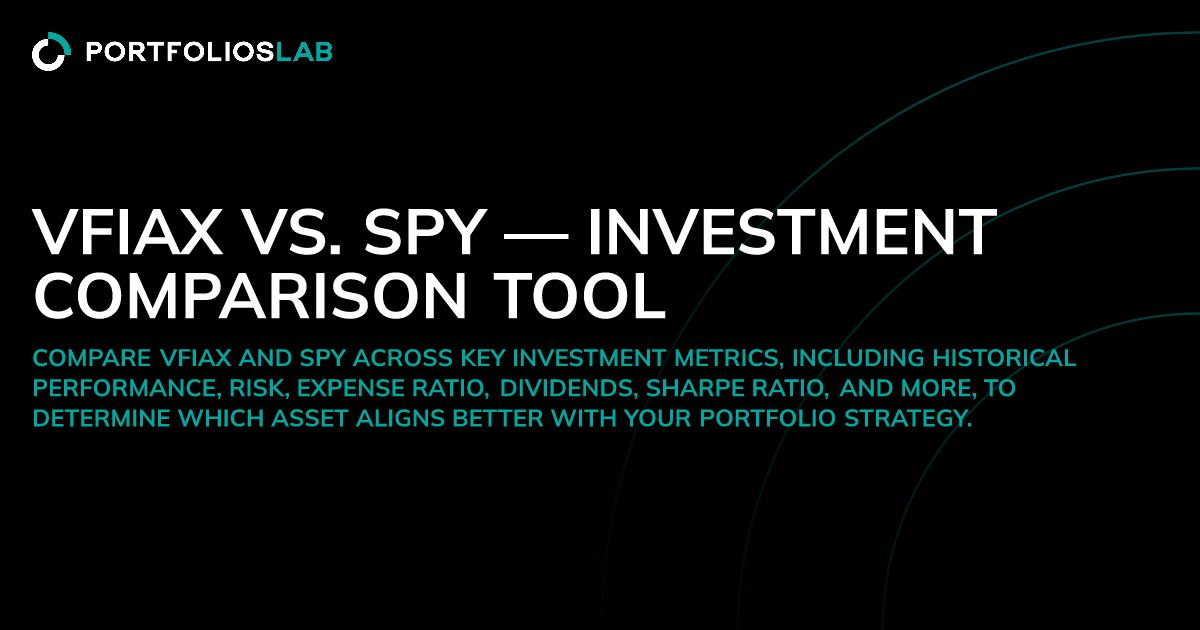 PORTFOLIOSLAB
VFIAX VS. SPY — INVESTMENT
COMPARISON TOOL
COMPARE VFIAX AND SPY ACROSS KEY INVESTMENT METRICS, INCLUDING HISTORICAL
PERFORMANCE, RISK, EXPENSE RATIO, DIVIDENDS, SHARPE RATIO, AND MORE, TO
DETERMINE WHICH ASSET ALIGNS BETTER WITH YOUR PORTFOLIO STRATEGY.